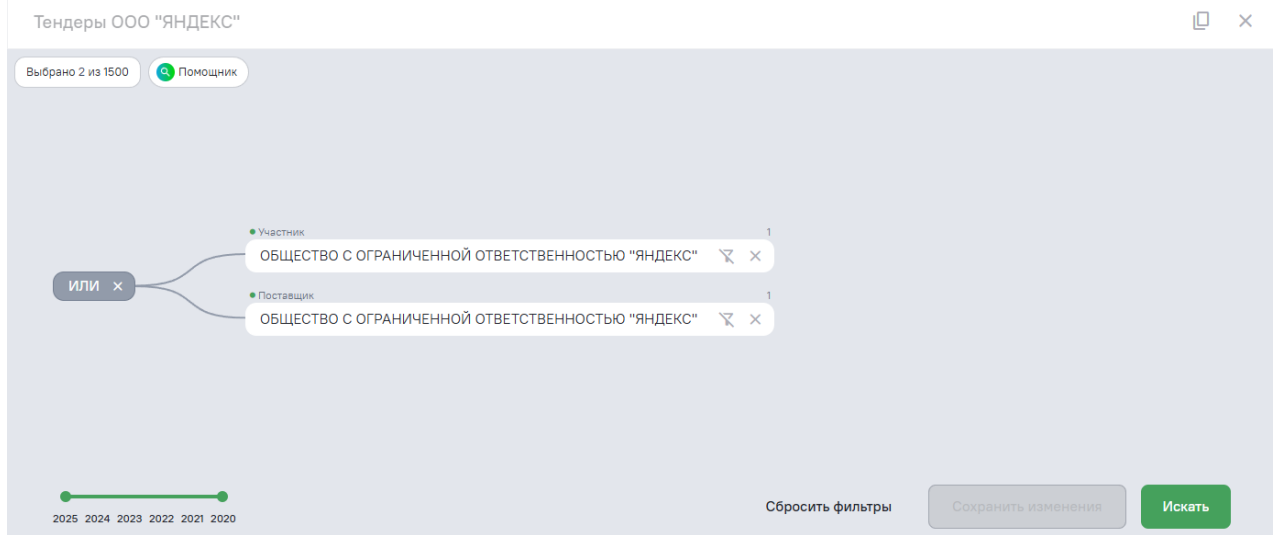 Тендеры ООО "ЯНДЕКС"
Выбрано 2 из 1500
Помощник
Участник 1
ОБЩЕСТВО С ОГРАНИЧЕННОЙ ОТВЕТСТВЕННОСТЬЮ "ЯНДЕКС"
ИЛИ
Поставщик 1
ОБЩЕСТВО С ОГРАНИЧЕННОЙ ОТВЕТСТВЕННОСТЬЮ "ЯНДЕКС"
2025 2024 2023 2022 2021 2020
Сбросить фильтры
Сохранить изменения
Искать